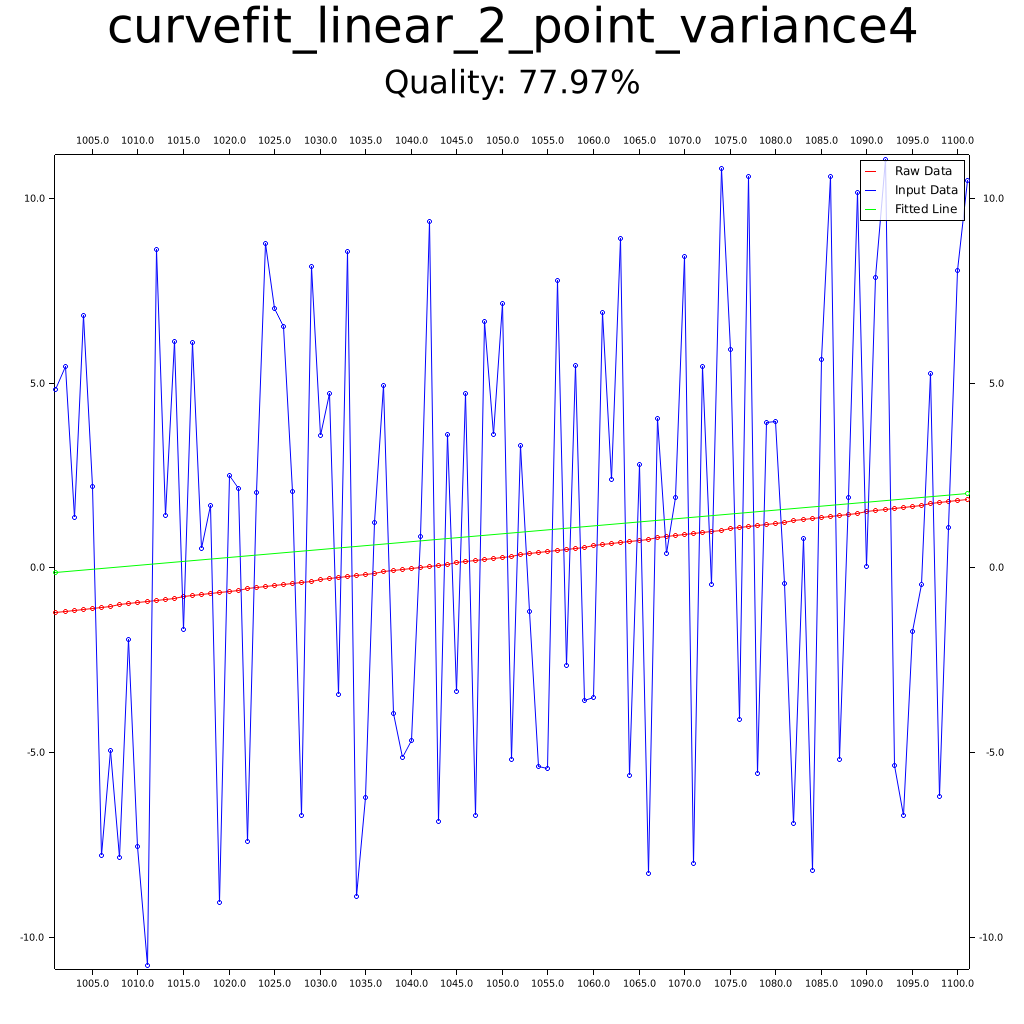 curvefit_linear_2_point_variance4
Quality: 77.97%
1005.0 1010.0 1015.0 1020.0 1025.0 1030.0 1035.0 1040.0 1045.0 1050.0 1055.0 1060.0 1065.0 1070.0 1075.0 1080.0 1085.0 1090.0 1095.0 1100.0
Raw Data
Input Data
Fitted Line
10.0 10.0
5.0 5.0
0.0 0.0
-5.0 -5.0
-10.0 -10.0
1005.0 1010.0 1015.0 1020.0 1025.0 1030.0 1035.0 1040.0 1045.0 1050.0 1055.0 1060.0 1065.0 1070.0 1075.0 1080.0 1085.0 1090.0 1095.0 1100.0